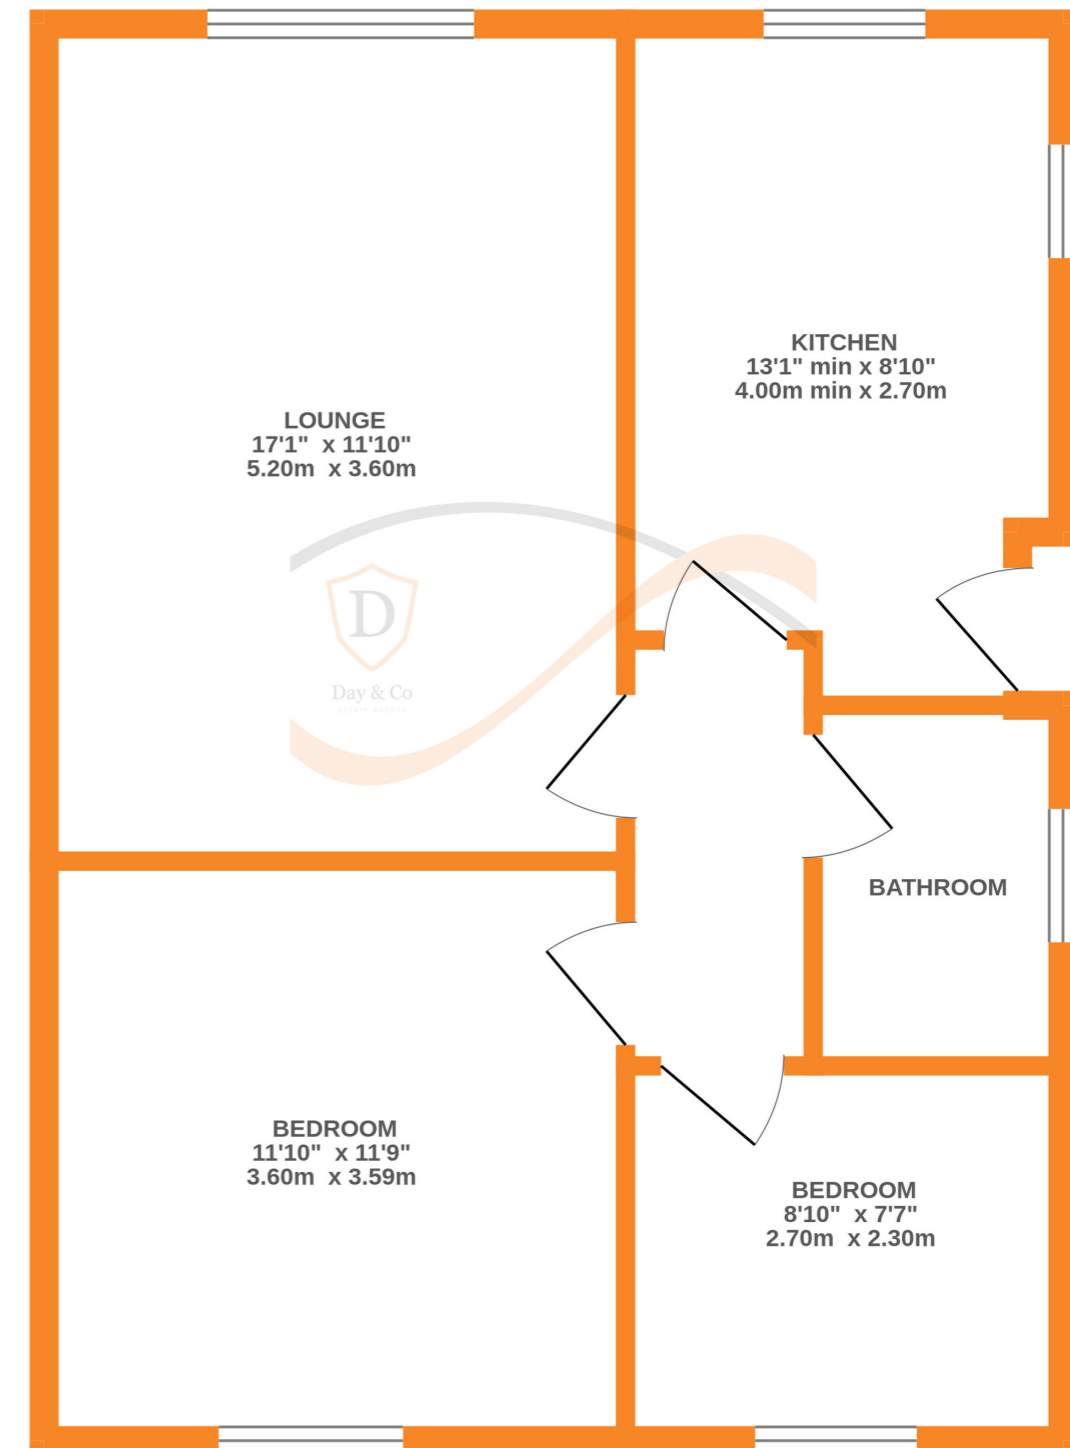 KITCHEN
13'1" min x 8'10"
4.00m min x 2.70m
LOUNGE
17'1" x 11'10"
5.20m x 3.60m
D
Day & Co
ESTATE AGENTS
BATHROOM
BEDROOM
11'10" x 11'9"
3.60m x 3.59m
BEDROOM
8'10" x 7'7"
2.70m x 2.30m